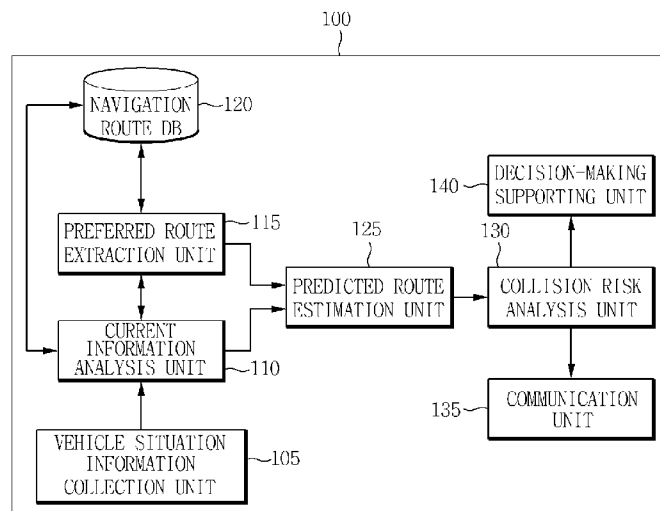 100
NAVIGATION
ROUTE DB
120
115
PREFERRED ROUTE
EXTRACTION UNIT
CURRENT
INFORMATION
ANALYSIS UNIT
110
VEHICLE SITUATION
INFORMATION
COLLECTION UNIT
105
125
PREDICTED ROUTE
ESTIMATION UNIT
140
DECISION-MAKING
SUPPORTING UNIT
130
COLLISION RISK
ANALYSIS UNIT
135
COMMUNICATION
UNIT